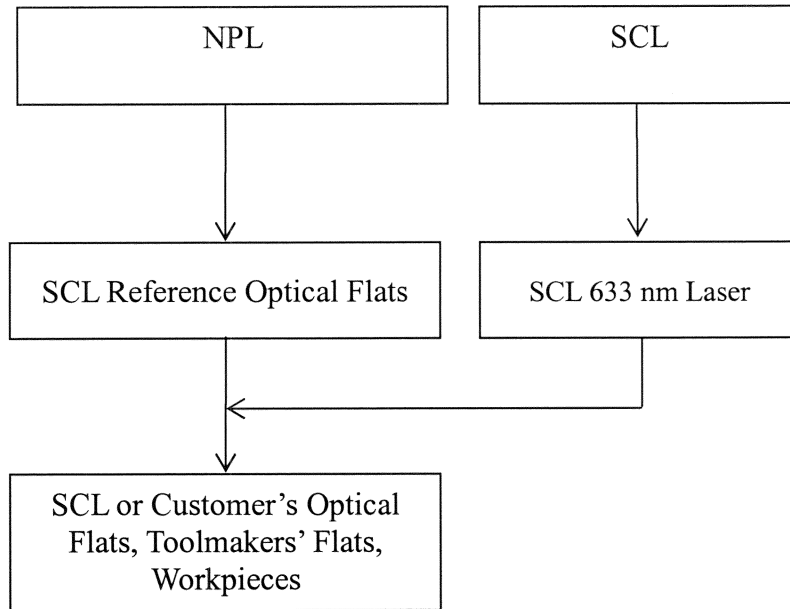 NPL
SCL
SCL Reference Optical Flats
SCL 633 nm Laser
SCL or Customer's Optical
Flats, Toolmakers' Flats,
Workpieces